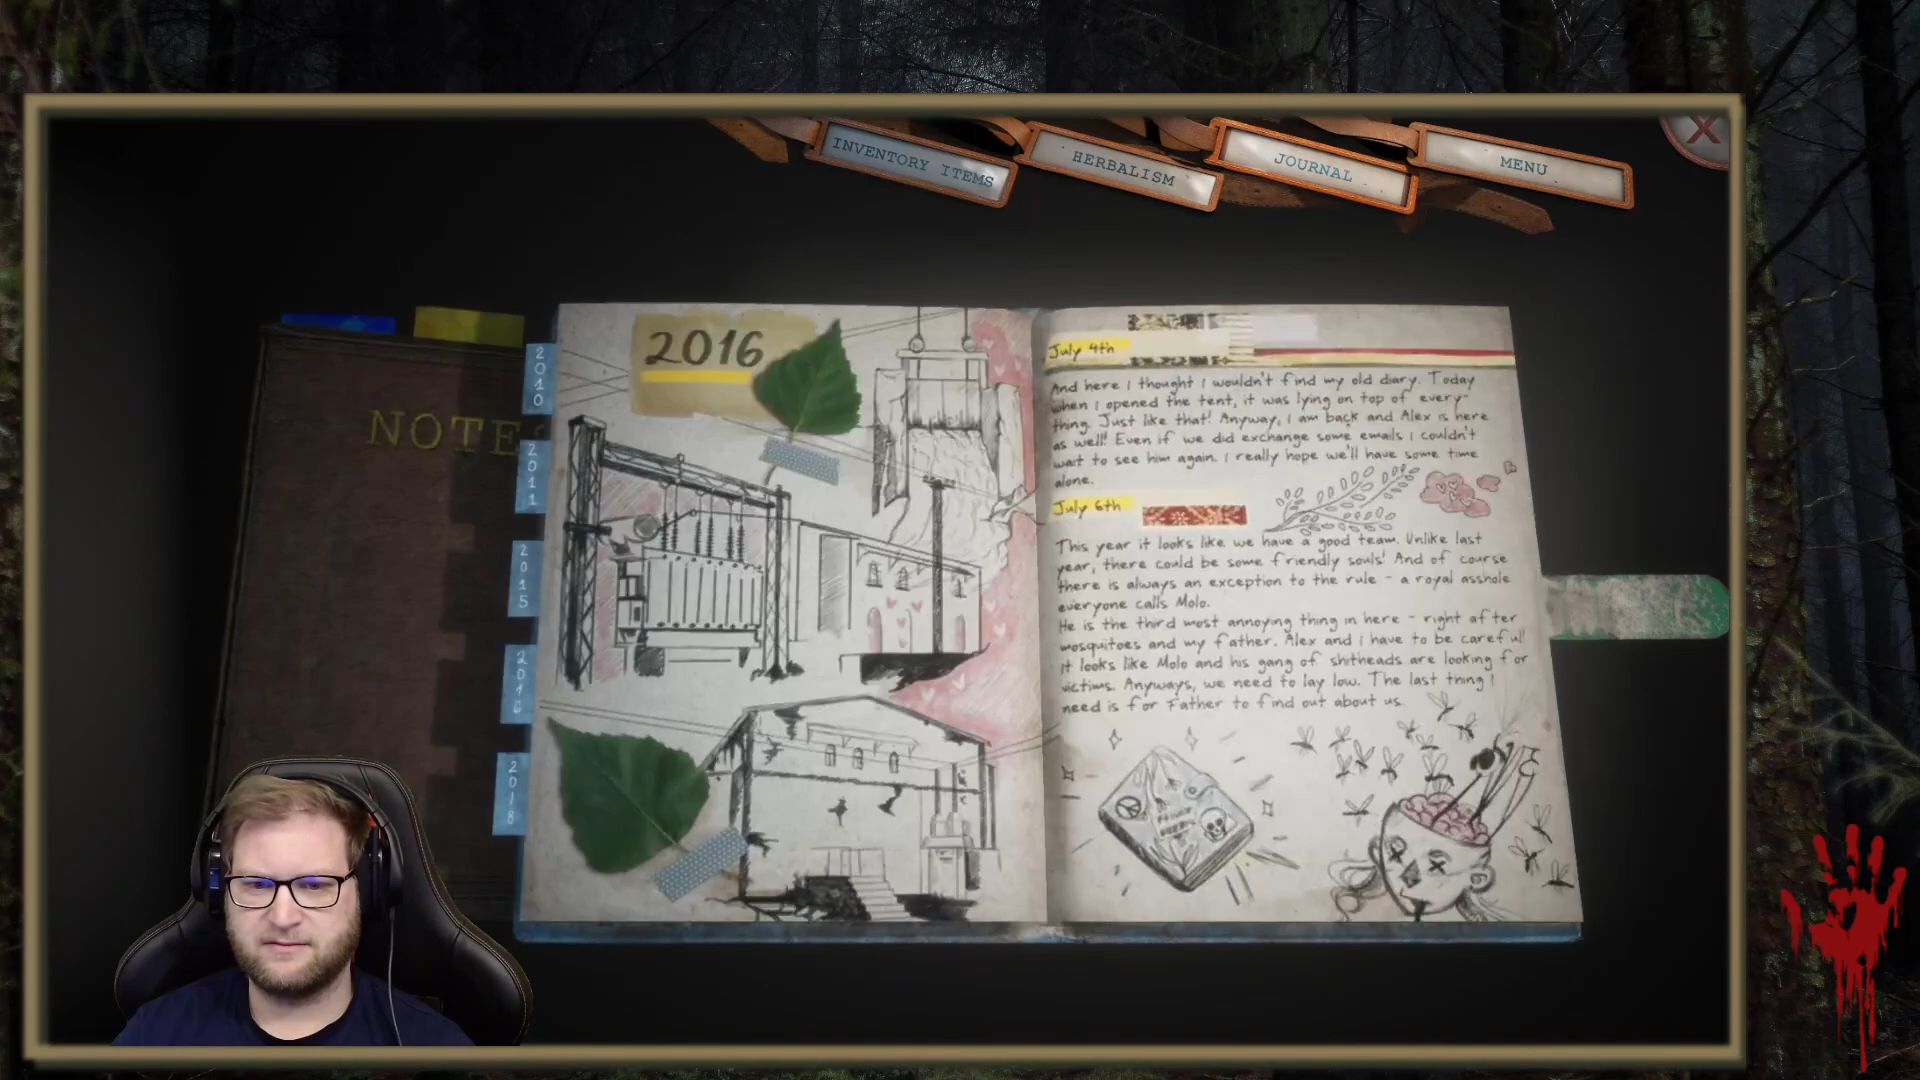 INVENTORY ITEMS
HERBALISM
JOURNAL
MENU
X
NOTE
2010
2011
2015
2016
2018
2016
July 4th
And here I thought I wouldn't find my old diary. Today
when I opened the tent, it was lying on top of every-
thing. Just like that! Anyway, I am back and Alex is here
as well! Even if we did exchange some emails I couldn't
wait to see him again. I really hope we'll have some time
alone.
July 6th
This year it looks like we have a good team. Unlike last
year, there could be some friendly souls! And of course
there is always an exception to the rule - a royal asshole
everyone calls Molo.
He is the third most annoying thing in here - right after
mosquitoes and my father. Alex and I have to be careful!
It looks like Molo and his gang of shitheads are looking for
victims. Anyways, we need to lay low. The last thing I
need is for Father to find out about us.